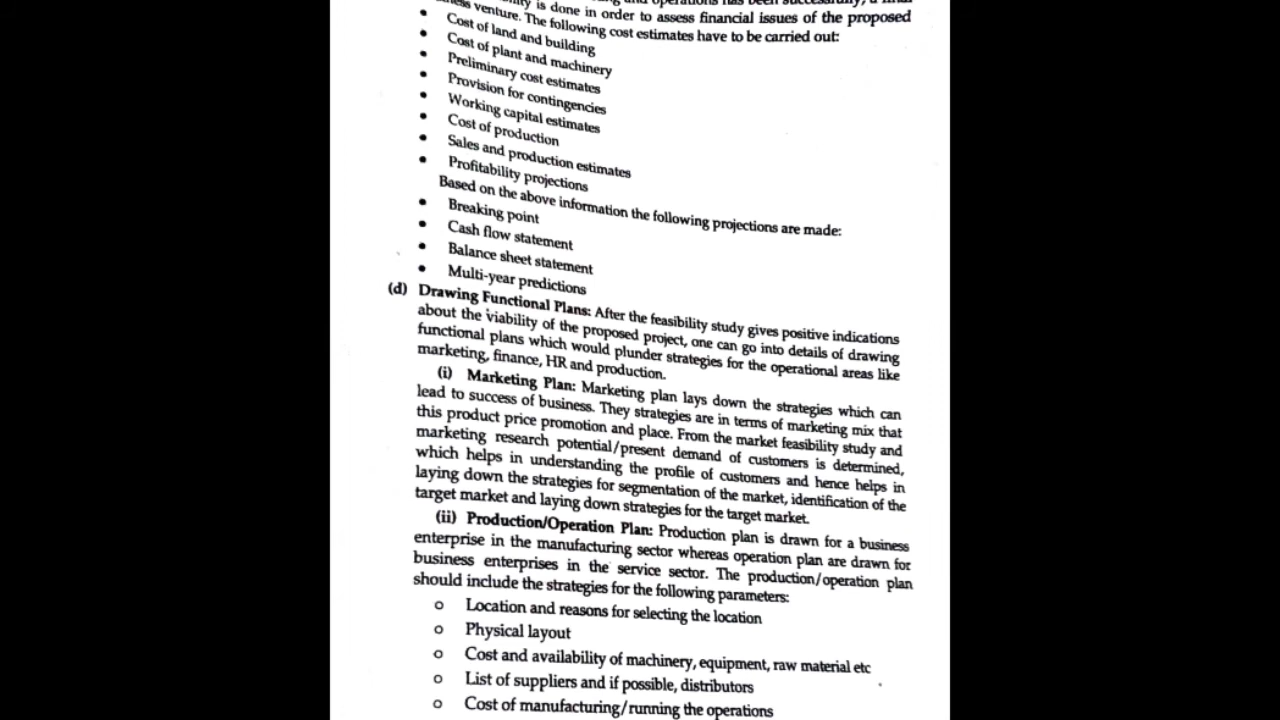 is done in order to assess financial issues of the proposed
venture. The following cost estimates have to be carried out:
• Cost of land and building
• Cost of plant and machinery
• Preliminary cost estimates
• Provision for contingencies
• Working capital estimates
• Cost of production
• Sales and production estimates
• Profitability projections
Based on the above information the following projections are made:
• Breaking point
• Cash flow statement
• Balance sheet statement
• Multi-year predictions
(d) Drawing Functional Plans: After the feasibility study gives positive indications
about the viability of the proposed project, one can go into details of drawing
functional plans which would plunder strategies for the operational areas like
marketing, finance, HR and production.
(i) Marketing Plan: Marketing plan lays down the strategies which can
lead to success of business. They strategies are in terms of marketing mix that
this product price promotion and place. From the market feasibility study and
marketing research potential/present demand of customers is determined,
which helps in understanding the profile of customers and hence helps in
laying down the strategies for segmentation of the market, identification of the
target market and laying down strategies for the target market.
(ii) Production/Operation Plan: Production plan is drawn for a business
enterprise in the manufacturing sector whereas operation plan are drawn for
business enterprises in the service sector. The production/operation plan
should include the strategies for the following parameters:
o Location and reasons for selecting the location
o Physical layout
o Cost and availability of machinery, equipment, raw material etc
o List of suppliers and if possible, distributors
o Cost of manufacturing/running the operations